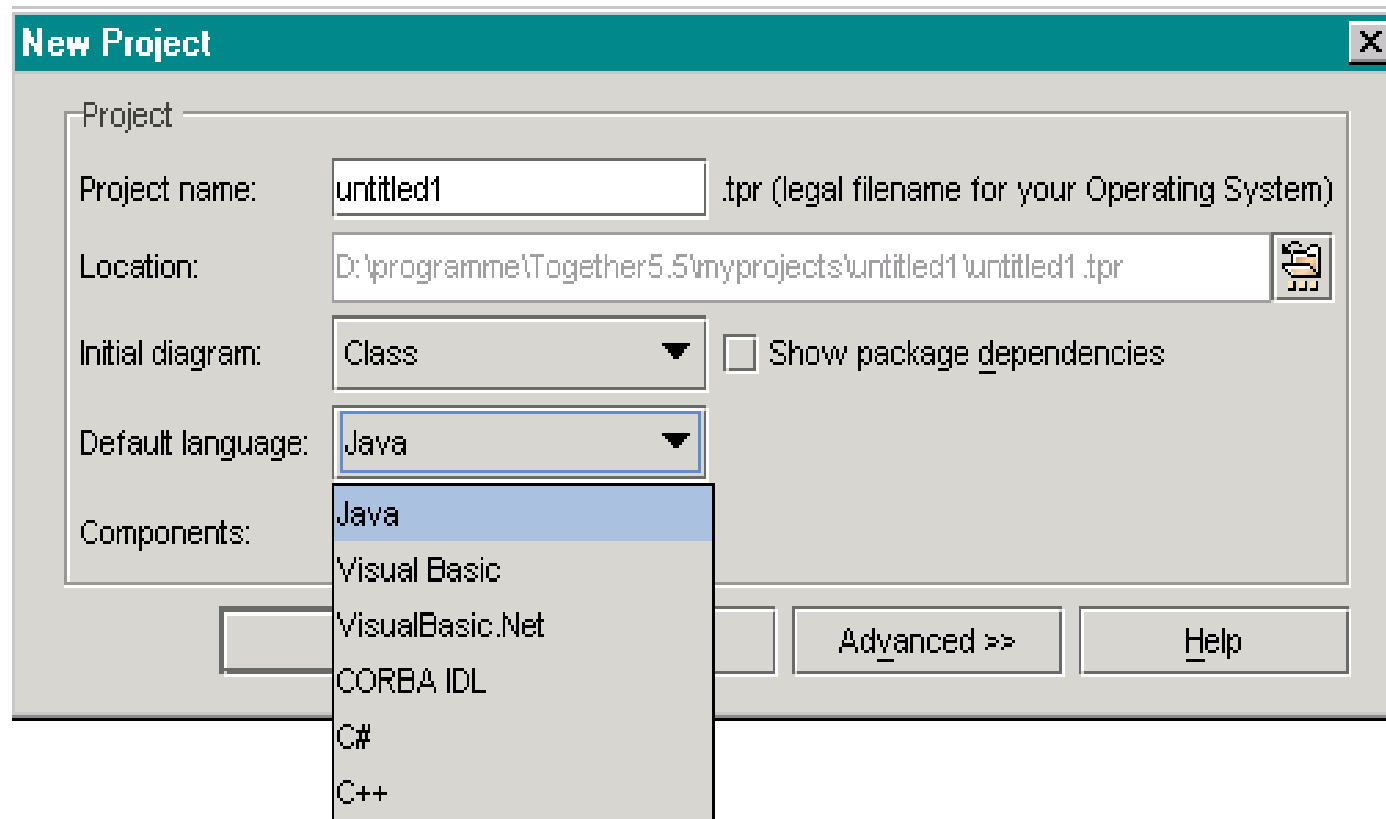 New Project
Project
Project name: untitled1 .tpr (legal filename for your Operating System)
Location: D:\programme\Together5.5\myprojects\untitled1\untitled1.tpr
Initial diagram: Class Show package dependencies
Default language: Java
Java
Components:
Visual Basic
VisualBasic.Net
Advanced >> Help
CORBA IDL
C#
C++